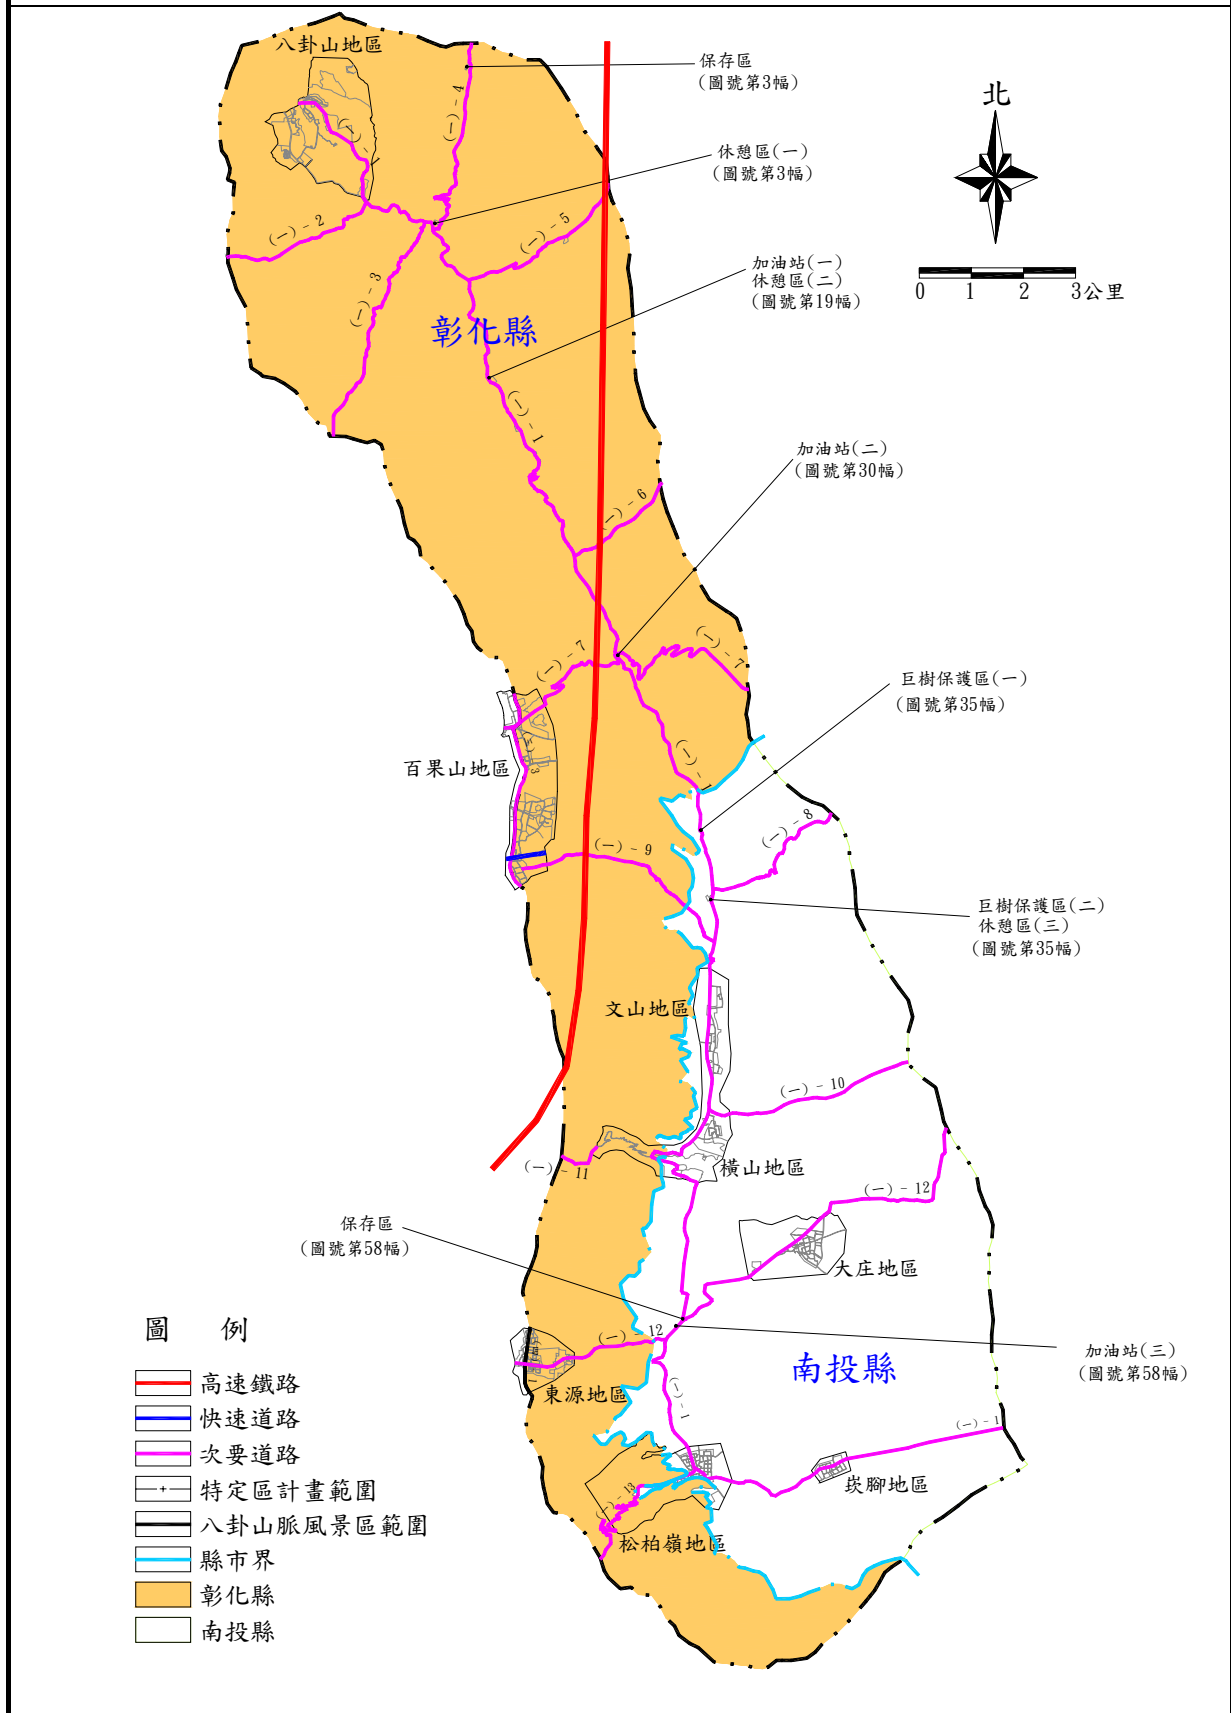 八卦山地區
保存區
(圖號第3幅)
北
(一)-4
休憩區(一)
(圖號第3幅)
(一)-2
(一)-5
(一)-3
加油站(一)
休憩區(二)
(圖號第19幅)
0 1 2 3公里
彰化縣
(一)-1
加油站(二)
(圖號第30幅)
(一)-6
(一)-7
(一)-7
巨樹保護區(一)
(圖號第35幅)
百果山地區
(一)-1
(一)-8
(一)-9
巨樹保護區(二)
休憩區(三)
(圖號第35幅)
文山地區
(一)-10
(一)-11
橫山地區
(一)-12
保存區
(圖號第58幅)
大庄地區
(一)-12
加油站(三)
(圖號第58幅)
南投縣
東源地區
(一)-1
(一)-1
崁腳地區
(一)-13
松柏嶺地區
圖 例
高速鐵路
快速道路
次要道路
特定區計畫範圍
八卦山脈風景區範圍
縣市界
彰化縣
南投縣